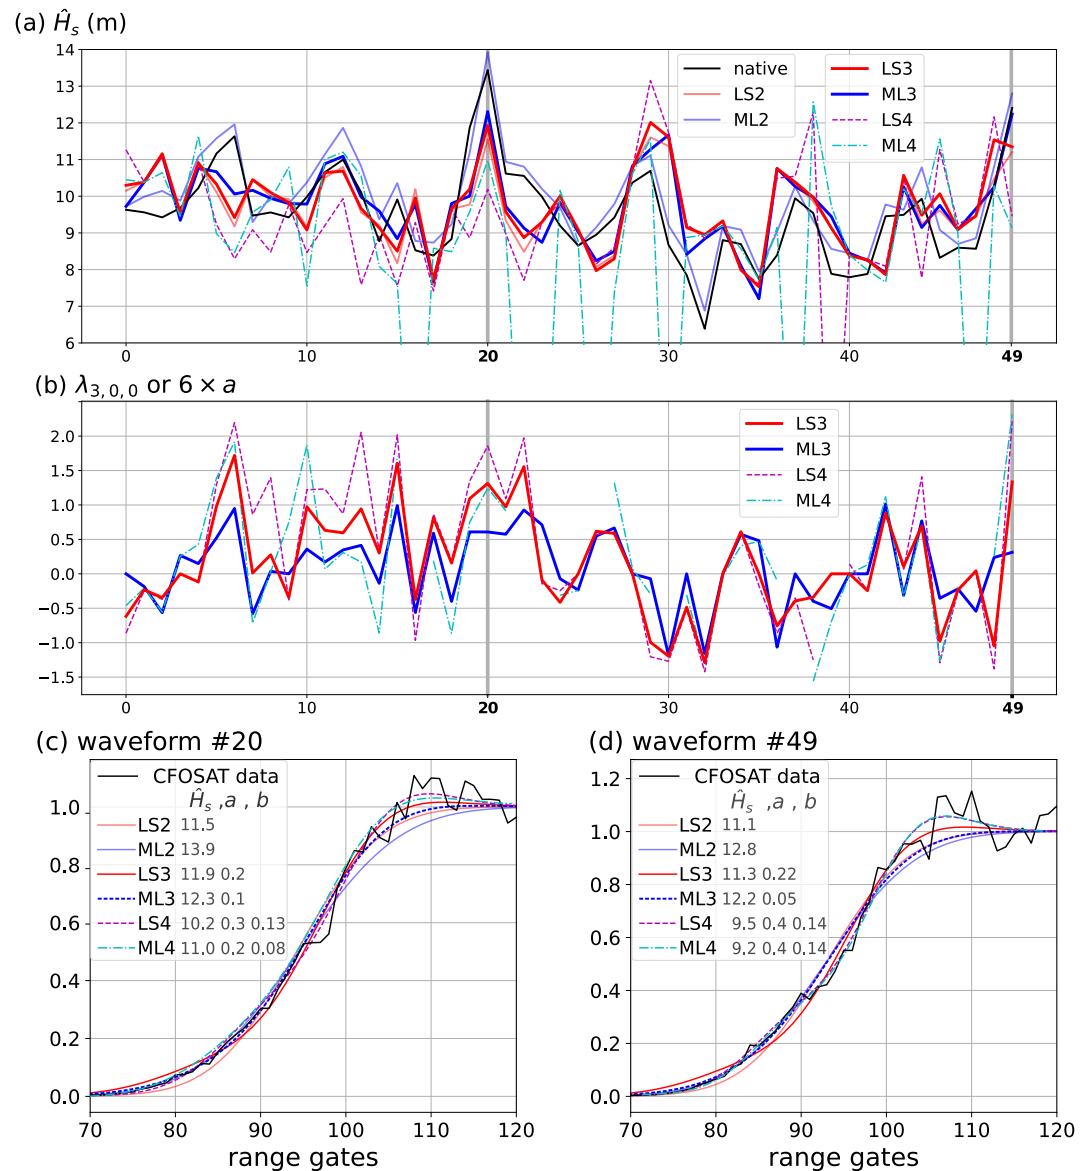 (a) Ĥ_s (m)
14
13
12
11
10
9
8
7
6
native
LS2
ML2
LS3
ML3
LS4
ML4
0 10 20 30 40 49
(b) λ_{3,0,0} or 6 × a
2.0
1.5
1.0
0.5
0.0
−0.5
−1.0
−1.5
LS3
ML3
LS4
ML4
0 10 20 30 40 49
(c) waveform #20
1.0
0.8
0.6
0.4
0.2
0.0
CFOSAT data
Ĥ_s ,a , b
LS2 11.5
ML2 13.9
LS3 11.9 0.2
ML3 12.3 0.1
LS4 10.2 0.3 0.13
ML4 11.0 0.2 0.08
70 80 90 100 110 120
range gates
(d) waveform #49
1.2
1.0
0.8
0.6
0.4
0.2
0.0
CFOSAT data
Ĥ_s ,a , b
LS2 11.1
ML2 12.8
LS3 11.3 0.22
ML3 12.2 0.05
LS4 9.5 0.4 0.14
ML4 9.2 0.4 0.14
70 80 90 100 110 120
range gates